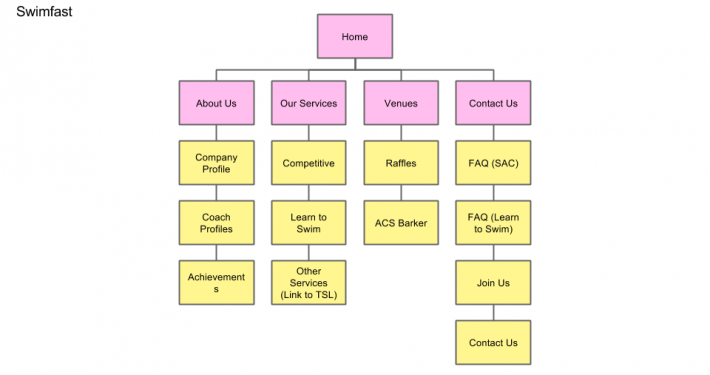 Swimfast
Home
About Us
Our Services
Venues
Contact Us
Company
Profile
Competitive
Raffles
FAQ (SAC)
Coach
Profiles
Learn to
Swim
ACS Barker
FAQ (Learn
to Swim)
Achievement
s
Other
Services
(Link to TSL)
Join Us
Contact Us